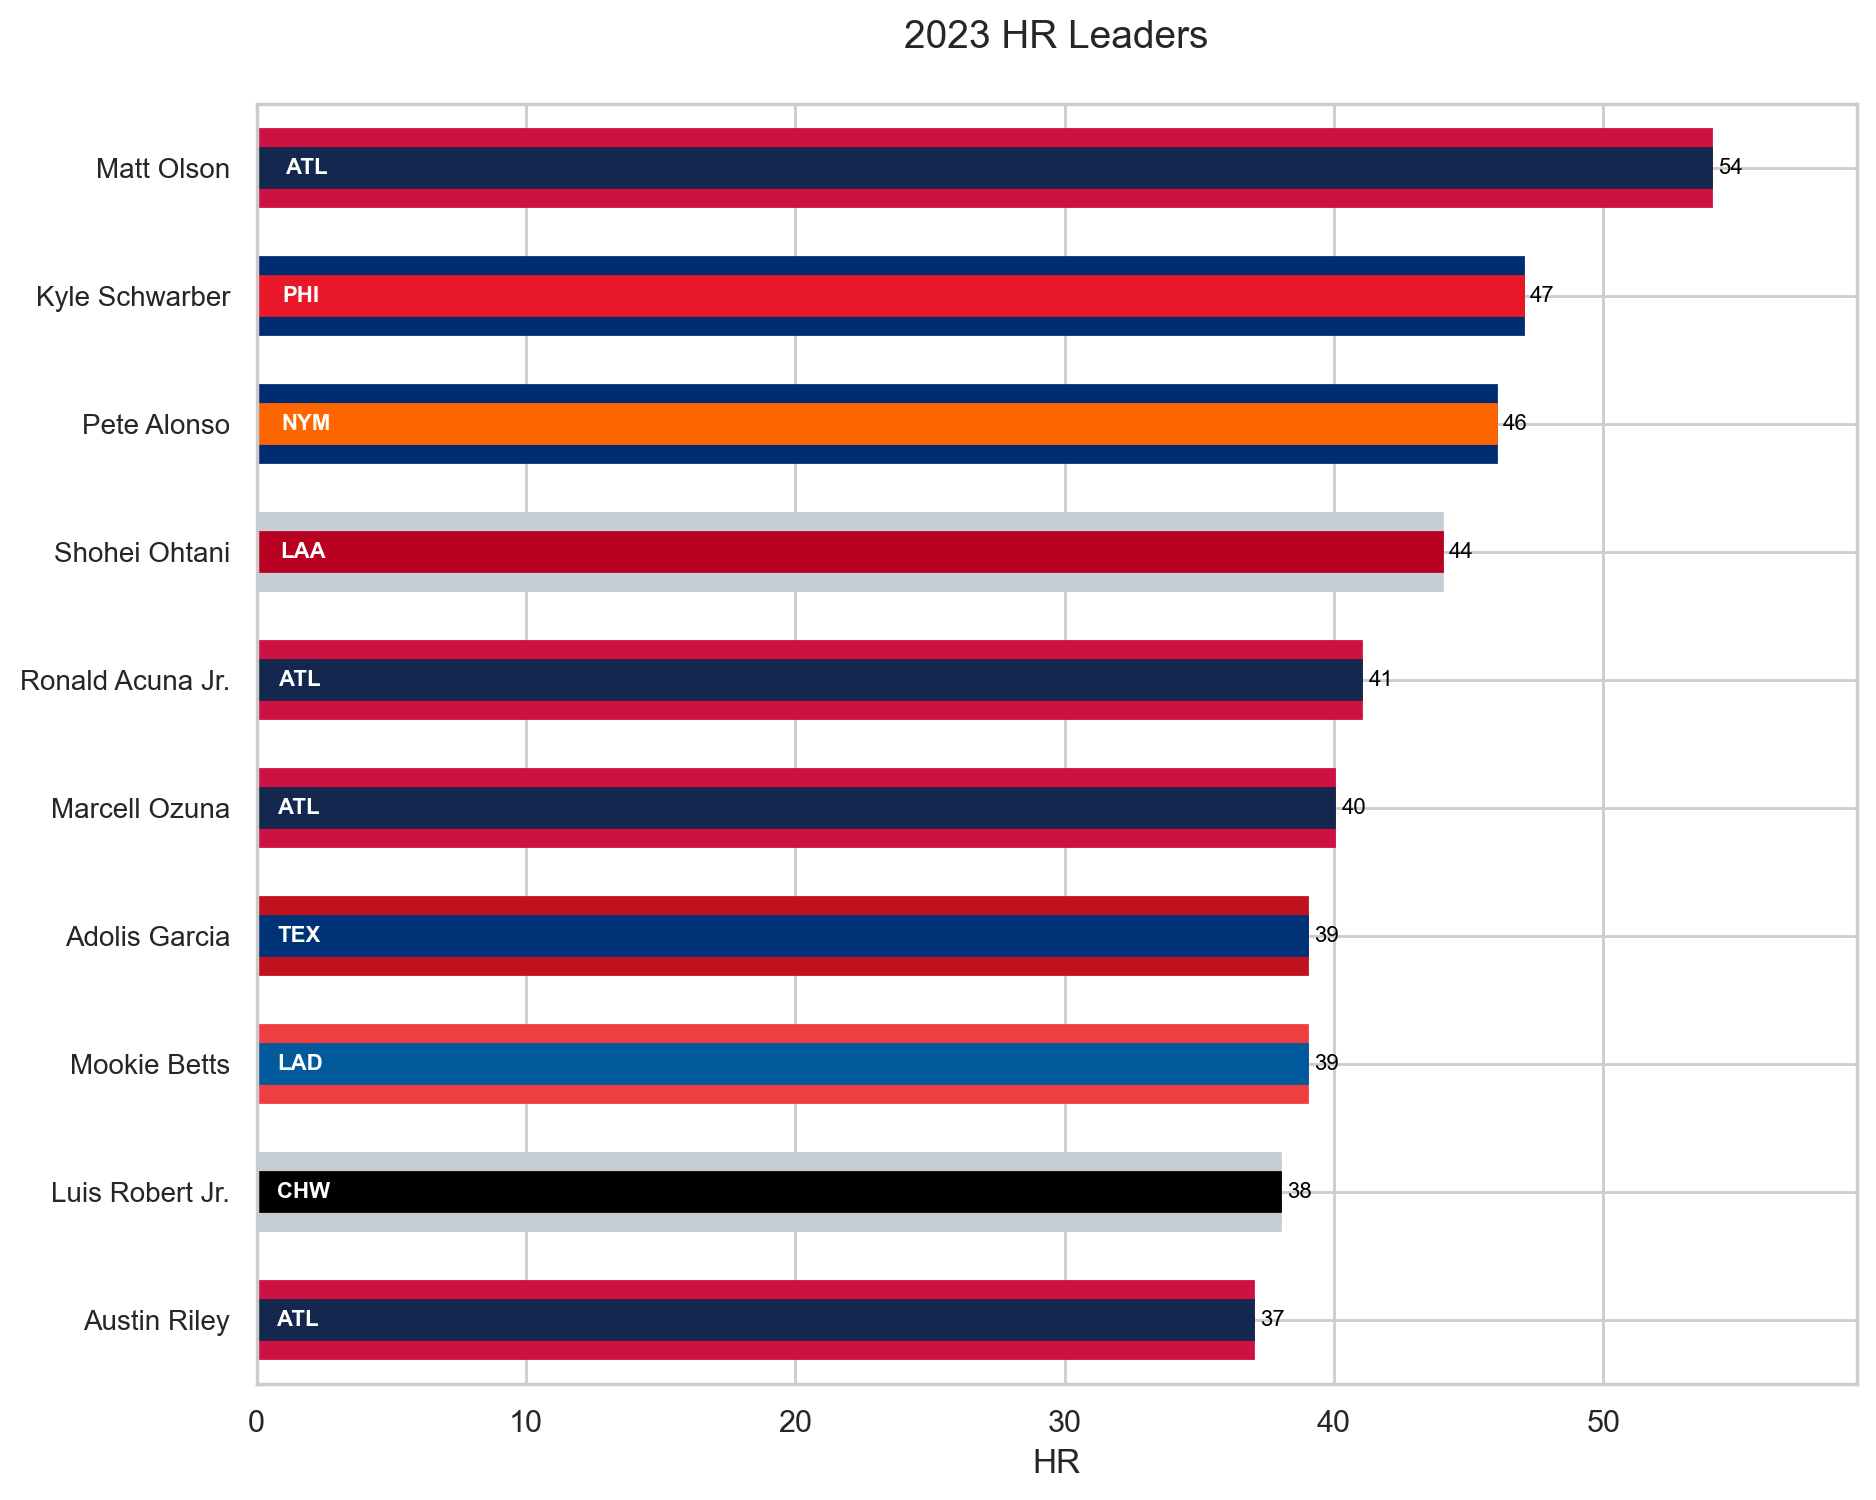 2023 HR Leaders
Matt Olson ATL 54
Kyle Schwarber PHI 47
Pete Alonso NYM 46
Shohei Ohtani LAA 44
Ronald Acuna Jr. ATL 41
Marcell Ozuna ATL 40
Adolis Garcia TEX 39
Mookie Betts LAD 39
Luis Robert Jr. CHW 38
Austin Riley ATL 37
0 10 20 30 40 50
HR